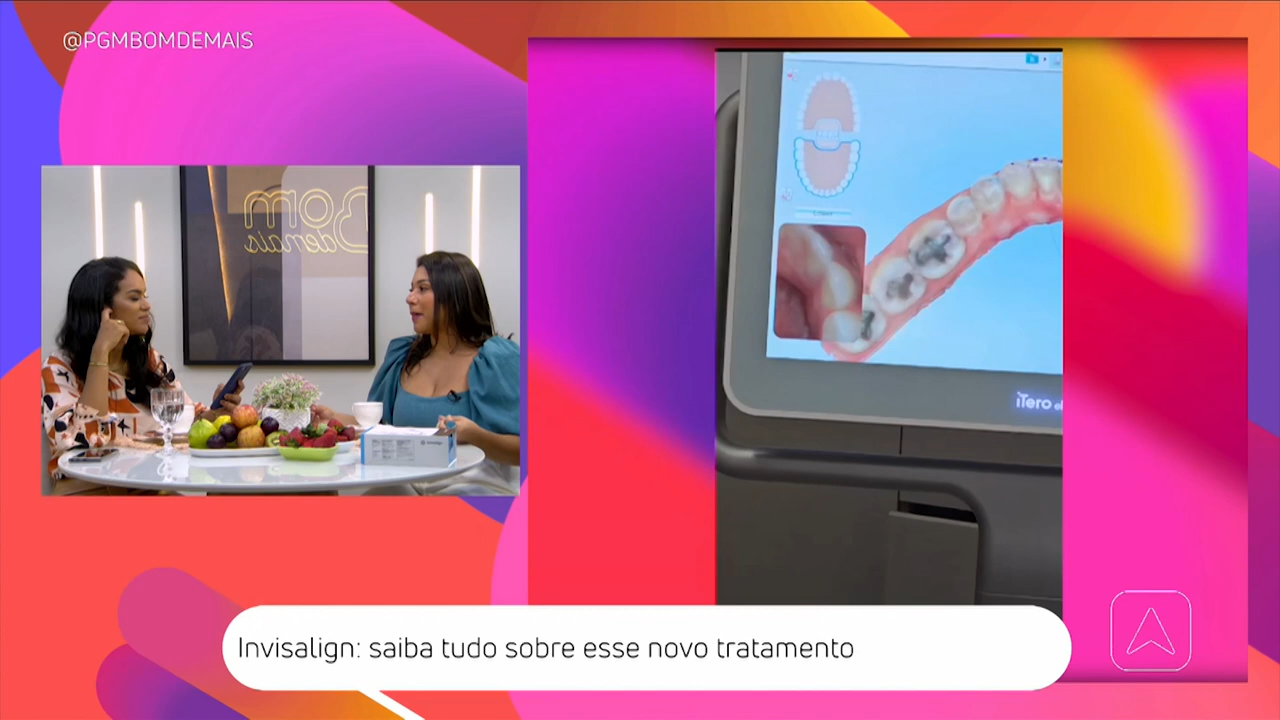 @PGMBOMDEMAIS
Bom
demais
iTero
Invisalign: saiba tudo sobre esse novo tratamento